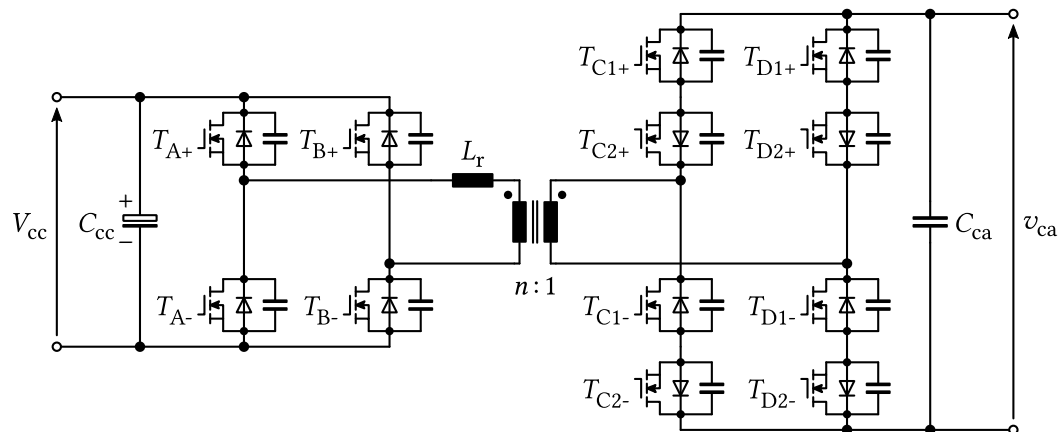 T_C1+ T_D1+
T_A+ T_B+ T_C2+ T_D2+
L_r
+
V_cc C_cc C_ca v_ca
−
n : 1
T_A- T_B- T_C1- T_D1-
T_C2- T_D2-